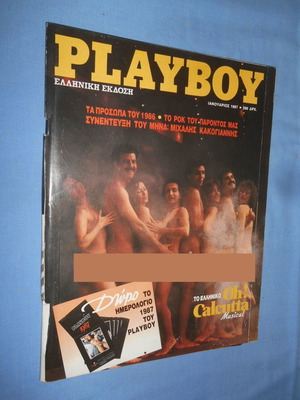 PLAYBOY
ΕΛΛΗΝΙΚΗ ΕΚΔΟΣΗ
ΙΑΝΟΥΑΡΙΟΣ 1987 •
ΔΡΧ.
ΤΑ ΠΡΟΣΩΠΑ ΤΟΥ 1986 • ΤΟ ΡΟΚ ΤΟΥ ΠΑΡΟΝΤΟΣ ΜΑΣ
ΣΥΝΕΝΤΕΥΞΗ ΤΟΥ ΜΗΝΑ: ΜΙΧΑΛΗΣ ΚΑΚΟΓΙΑΝΝΗΣ
ΤΟ ΕΛΛΗΝΙΚΟ Oh!
Calcutta
Musical
Δώρο ΤΟ
ΗΜΕΡΟΛΟΓΙΟ
1987
ΤΟΥ
PLAYBOY